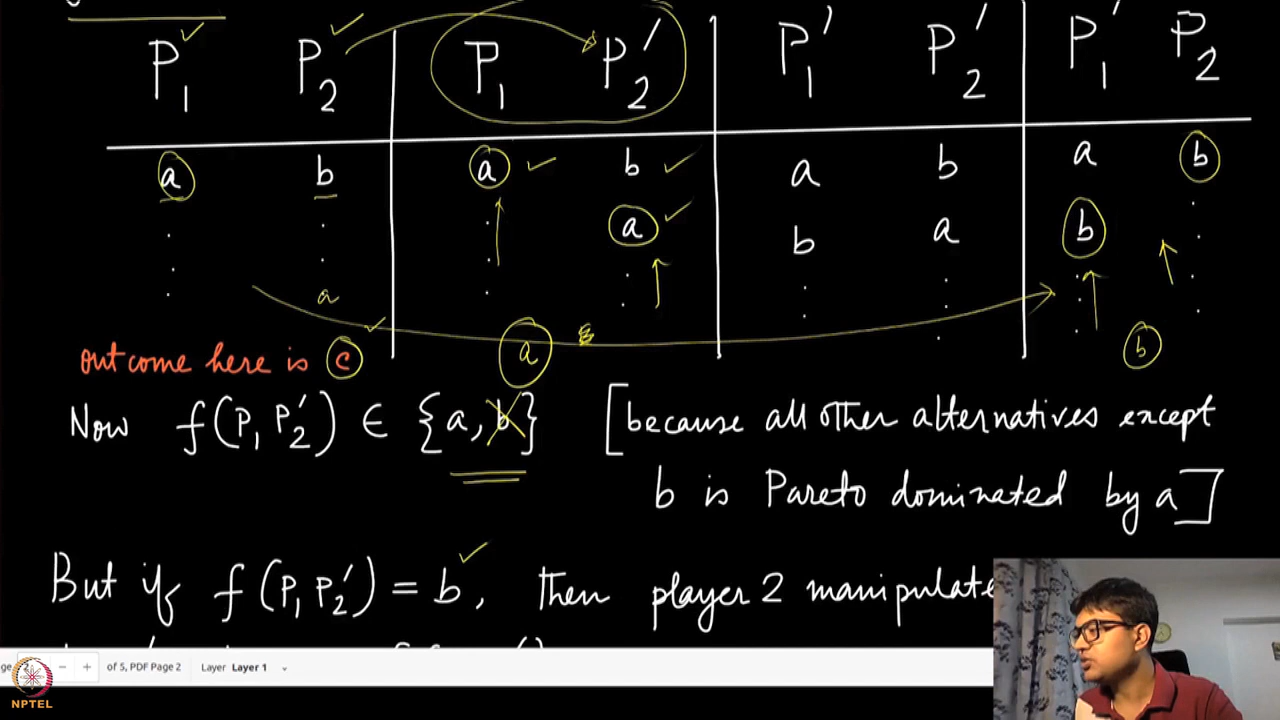 P₁ P₂ P₁ P₂′ P₁′ P₂′ P₁′ P₂
a b a b a b a b
a b a b
a
outcome here is c a b
Now f(P₁ P₂′) ∈ {a, b} [because all other alternatives except
b is Pareto dominated by a]
But if f(P₁ P₂′) = b, then player 2 manipulate
of 5, PDF Page 2 Layer Layer 1
NPTEL